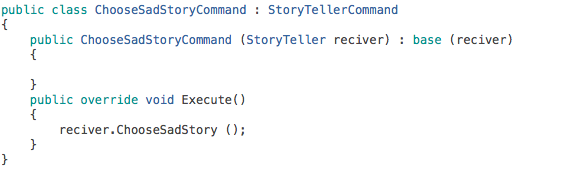 public class ChooseSadStoryCommand : StoryTellerCommand
{
    public ChooseSadStoryCommand (StoryTeller reciver) : base (reciver)
    {
    }
    public override void Execute()
    {
        reciver.ChooseSadStory ();
    }
}